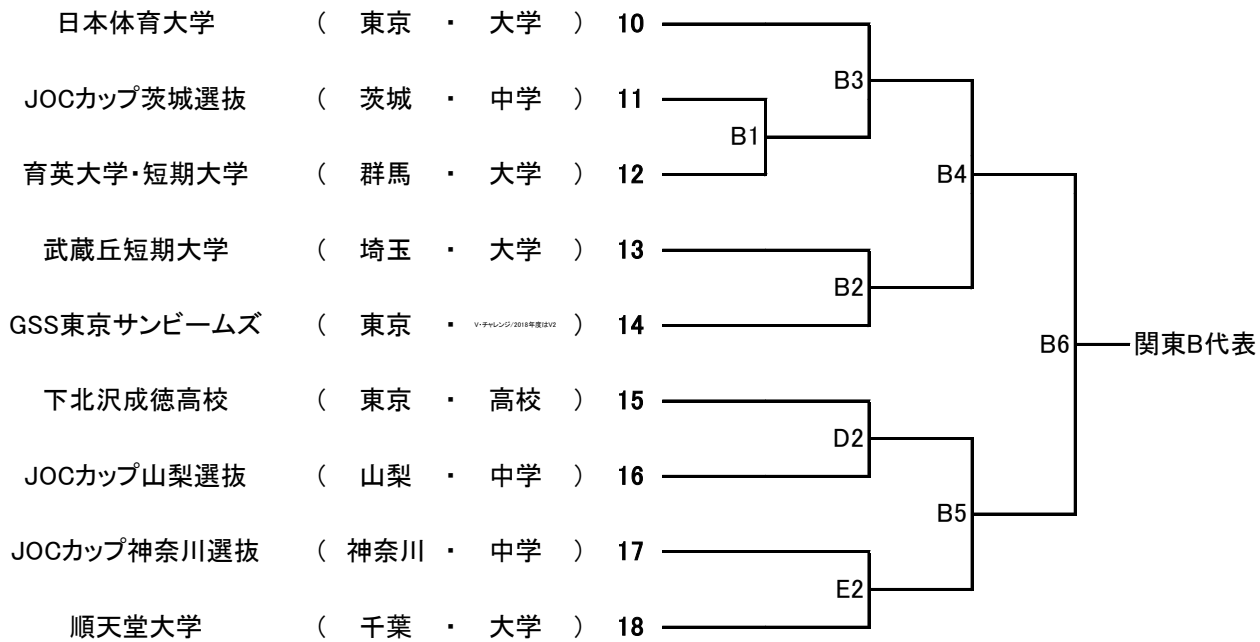 日本体育大学 ( 東京 ・ 大学 ) 10
B3
JOCカップ茨城選抜 ( 茨城 ・ 中学 ) 11
B1
育英大学・短期大学 ( 群馬 ・ 大学 ) 12
B4
武蔵丘短期大学 ( 埼玉 ・ 大学 ) 13
B2
GSS東京サンビームズ ( 東京 ・ V・チャレンジ/2018年度はV2 ) 14
B6 関東B代表
下北沢成徳高校 ( 東京 ・ 高校 ) 15
D2
JOCカップ山梨選抜 ( 山梨 ・ 中学 ) 16
B5
JOCカップ神奈川選抜 ( 神奈川 ・ 中学 ) 17
E2
順天堂大学 ( 千葉 ・ 大学 ) 18